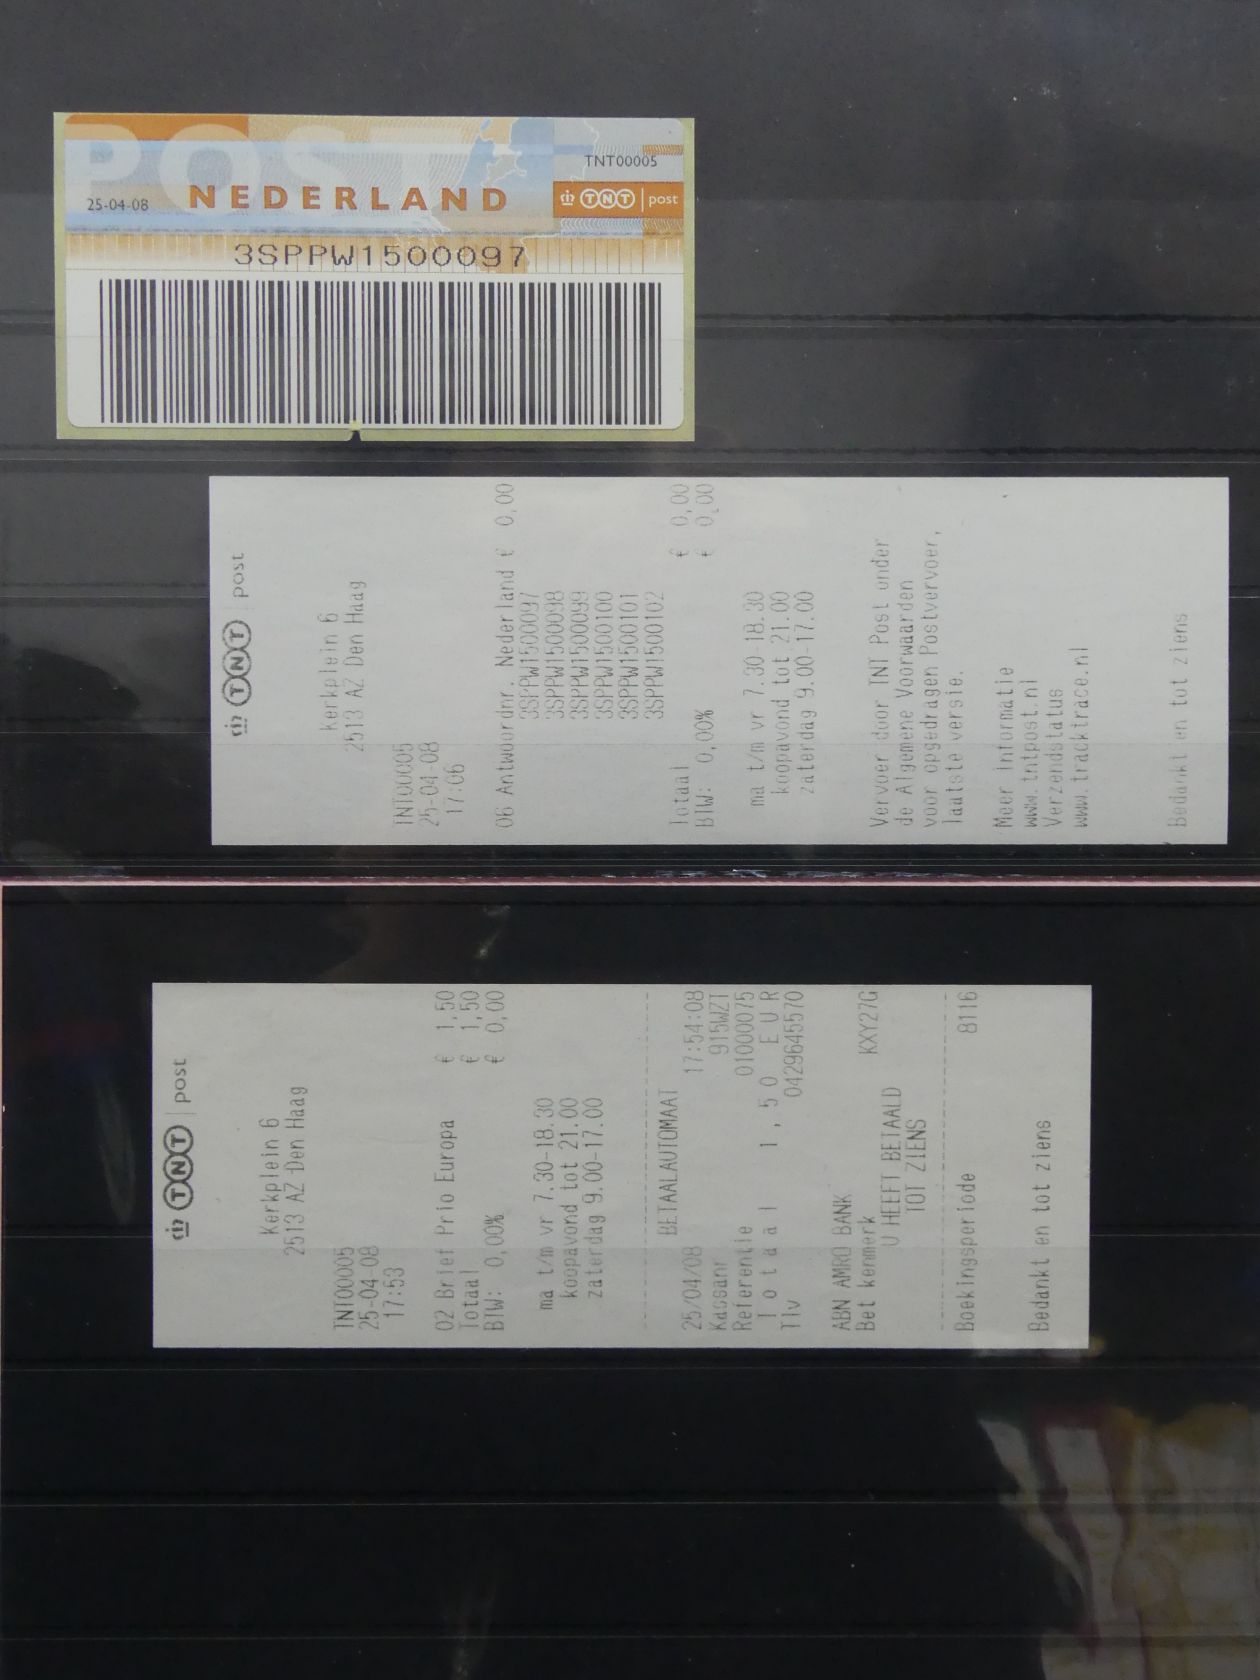 POST
TNT00005
25-04-08 NEDERLAND TNT post
3SPPW1500097
TNT post
Kerkplein 6
2513 AZ Den Haag
TNT00005
25-04-08
17:06
06 Antwoordnr. Nederland € 0,00
3SPPW1500097
3SPPW1500098
3SPPW1500099
3SPPW1500100
3SPPW1500101
3SPPW1500102
Totaal € 0,00
BTW: 0,00% € 0,00
ma t/m vr 7.30-18.30
koopavond tot 21.00
zaterdag 9.00-17.00
Vervoer door TNT Post onder
de Algemene Voorwaarden
voor opgedragen Postvervoer,
laatste versie.
Meer informatie
www.tntpost.nl
Verzendstatus
www.tracktrace.nl
Bedankt en tot ziens
TNT post
Kerkplein 6
2513 AZ Den Haag
TNT00005
25-04-08
17:53
02 Brief Prio Europa € 1,50
Totaal € 1,50
BTW: 0,00% € 0,00
ma t/m vr 7.30-18.30
koopavond tot 21.00
zaterdag 9.00-17.00
BETAALAUTOMAAT
25/04/08 17:54:08
Kassanr 915WZT
Referentie 01000075
Totaal 1,50 EUR
Tlv 0429645570
ABN AMRO BANK
Bet kenmerk KXY27G
U HEEFT BETAALD
TOT ZIENS
Boekingsperiode 8116
Bedankt en tot ziens